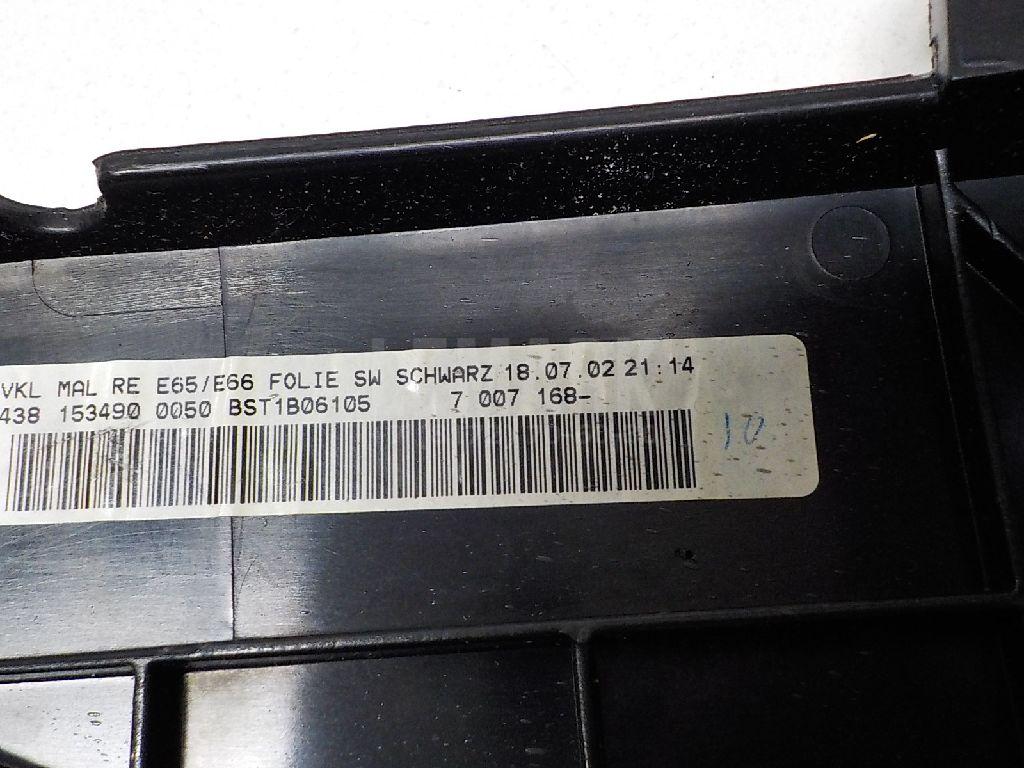 VKL MAL RE E65/E66 FOLIE SW SCHWARZ 18.07.02 21:14
438 153490 0050 BST1B06105 7 007 168-
10